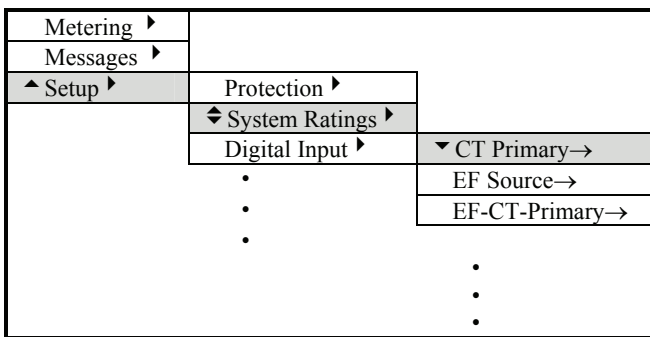 Metering ▶
Messages ▶
▲ Setup ▶ Protection ▶
◆ System Ratings ▶
Digital Input ▶ ▼ CT Primary→
• EF Source→
• EF-CT-Primary→
•
•
•
•